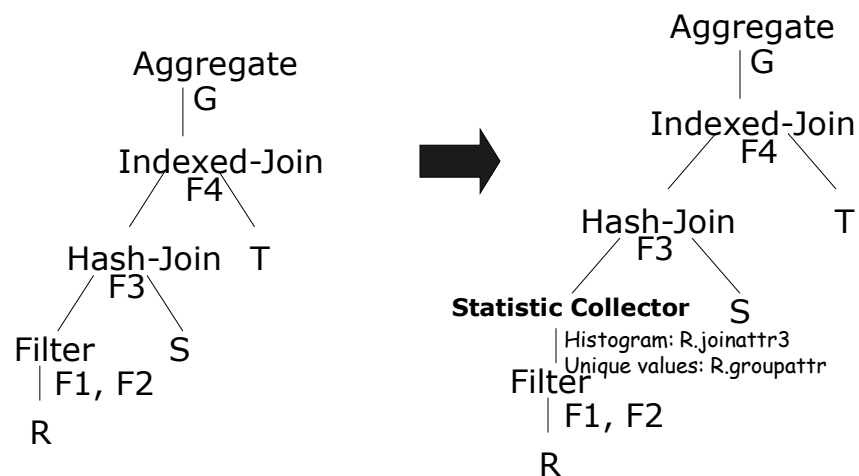 Aggregate
G
Indexed-Join
F4
Hash-Join T
F3
Filter S
F1, F2
R
Aggregate
G
Indexed-Join
F4
Hash-Join T
F3
Statistic Collector S
Histogram: R.joinattr3
Unique values: R.groupattr
Filter
F1, F2
R